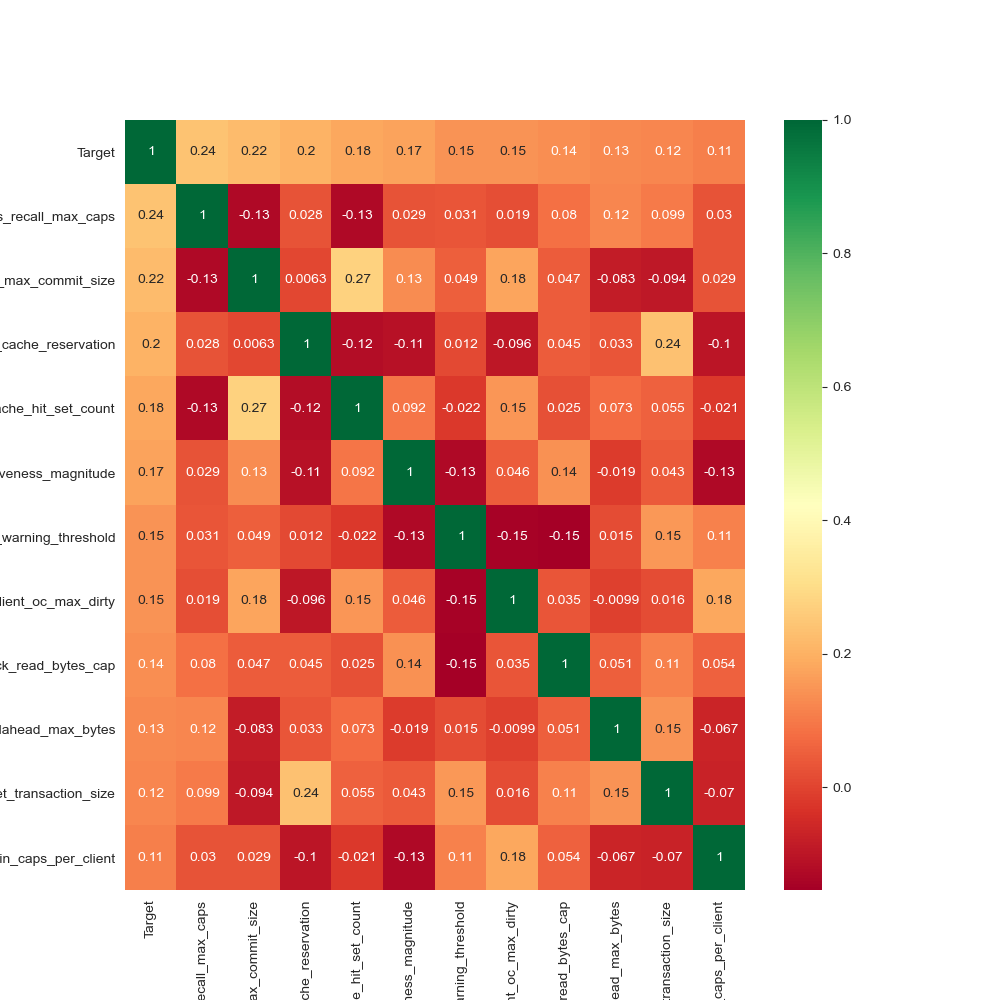 1.0
Target 1 0.24 0.22 0.2 0.18 0.17 0.15 0.15 0.14 0.13 0.12 0.11
s_recall_max_caps 0.24 1 -0.13 0.028 -0.13 0.029 0.031 0.019 0.08 0.12 0.099 0.03
0.8
_max_commit_size 0.22 -0.13 1 0.0063 0.27 0.13 0.049 0.18 0.047 -0.083 -0.094 0.029
_cache_reservation 0.2 0.028 0.0063 1 -0.12 -0.11 0.012 -0.096 0.045 0.033 0.24 -0.1
0.6
ache_hit_set_count 0.18 -0.13 0.27 -0.12 1 0.092 -0.022 0.15 0.025 0.073 0.055 -0.021
veness_magnitude 0.17 0.029 0.13 -0.11 0.092 1 -0.13 0.046 0.14 -0.019 0.043 -0.13
0.4
_warning_threshold 0.15 0.031 0.049 0.012 -0.022 -0.13 1 -0.15 -0.15 0.015 0.15 0.11
lient_oc_max_dirty 0.15 0.019 0.18 -0.096 0.15 0.046 -0.15 1 0.035 -0.0099 0.016 0.18
0.2
ck_read_bytes_cap 0.14 0.08 0.047 0.045 0.025 0.14 -0.15 0.035 1 0.051 0.11 0.054
dahead_max_bytes 0.13 0.12 -0.083 0.033 0.073 -0.019 0.015 -0.0099 0.051 1 0.15 -0.067
0.0
et_transaction_size 0.12 0.099 -0.094 0.24 0.055 0.043 0.15 0.016 0.11 0.15 1 -0.07
in_caps_per_client 0.11 0.03 0.029 -0.1 -0.021 -0.13 0.11 0.18 0.054 -0.067 -0.07 1
Target
ecall_max_caps
ax_commit_size
che_reservation
e_hit_set_count
ness_magnitude
arning_threshold
nt_oc_max_dirty
read_bytes_cap
ead_max_bytes
transaction_size
_caps_per_client